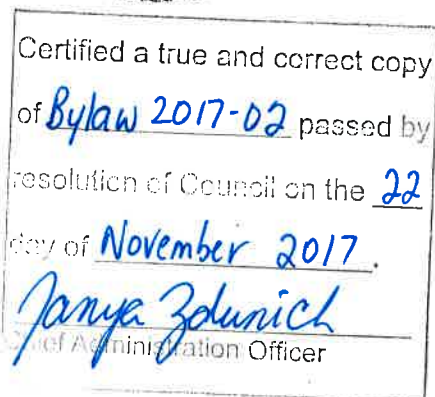 Certified a true and correct copy
of Bylaw 2017-02 passed by
resolution of Council on the 22
day of November 2017.
Tanya Zdunich
Chief Administration Officer